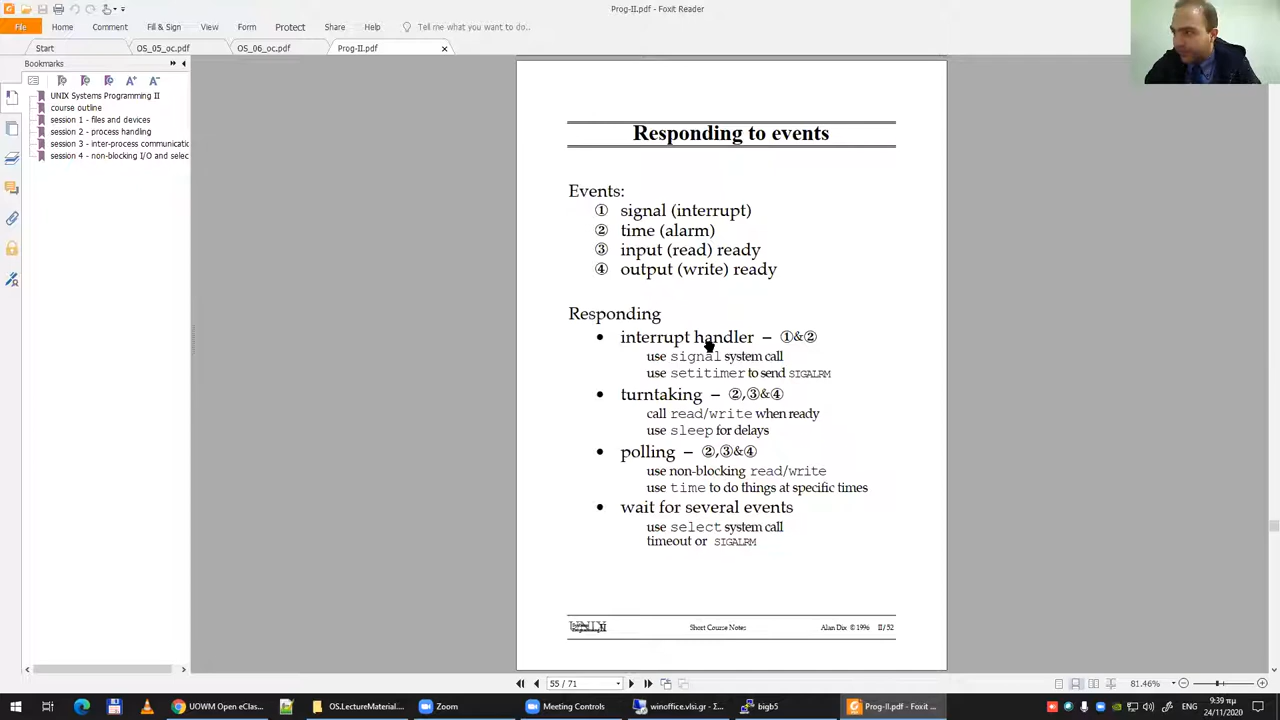 Prog-II.pdf - Foxit Reader
File Home Comment Fill & Sign View Form Protect Share Help Tell me what you want to do...
Start OS_05_oc.pdf OS_06_oc.pdf Prog-II.pdf
Bookmarks
UNIX Systems Programming II
course outline
session 1 - files and devices
session 2 - process handling
session 3 - inter-process communicatic
session 4 - non-blocking I/O and selec
Responding to events
Events:
① signal (interrupt)
② time (alarm)
③ input (read) ready
④ output (write) ready
Responding
• interrupt handler – ①&②
use signal system call
use setitimer to send SIGALRM
• turntaking – ②,③&④
call read/write when ready
use sleep for delays
• polling – ②,③&④
use non-blocking read/write
use time to do things at specific times
• wait for several events
use select system call
timeout or SIGALRM
Short Course Notes Alan Dix © 1996 II/52
55 / 71 81.46%
UOWM Open eClas... OS.LectureMaterial... Zoom Meeting Controls winoffice.vlsi.gr - Σ... bigb5 Prog-II.pdf - Foxit ... ΕΝΓ 9:39 πμ
24/11/2020